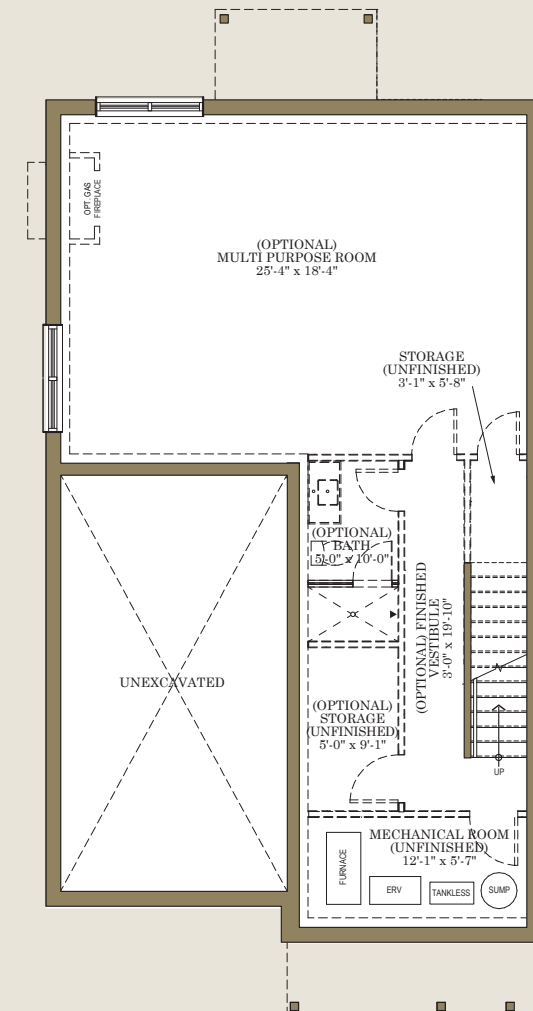 OPT. GAS
FIREPLACE
(OPTIONAL)
MULTI PURPOSE ROOM
25'-4" x 18'-4"
STORAGE
(UNFINISHED)
3'-1" x 5'-8"
(OPTIONAL)
BATH
5'-0" x 10'-0"
(OPTIONAL) FINISHED
VESTIBULE
3'-0" x 19'-10"
UNEXCAVATED
(OPTIONAL)
STORAGE
(UNFINISHED)
5'-0" x 9'-1"
UP
MECHANICAL ROOM
(UNFINISHED)
12'-1" x 5'-7"
FURNACE
ERV
TANKLESS
SUMP